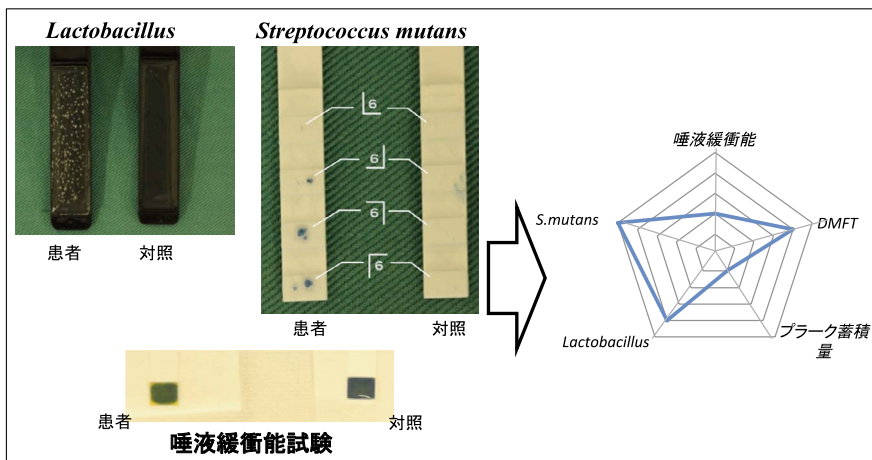 Lactobacillus
Streptococcus mutans
患者
対照
6
6
6
6
患者
対照
患者
対照
唾液緩衝能試験
唾液緩衝能
DMFT
プラーク蓄積
量
Lactobacillus
S.mutans